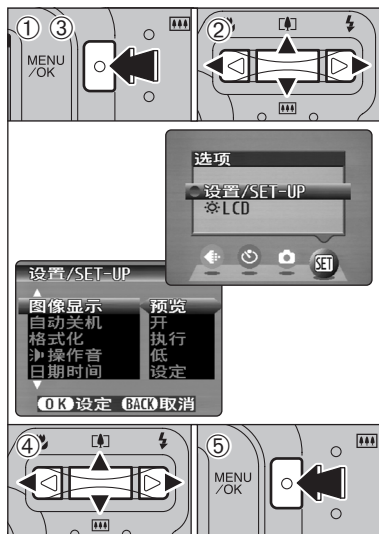 ① ③
MENU
/OK
②
选项
设置/SET-UP
LCD
SET
设置/SET-UP
图像显示 预览
自动关机 开
格式化 执行
操作音 低
日期时间 设定
OK 设定 BACK 取消
④
⑤
MENU
/OK